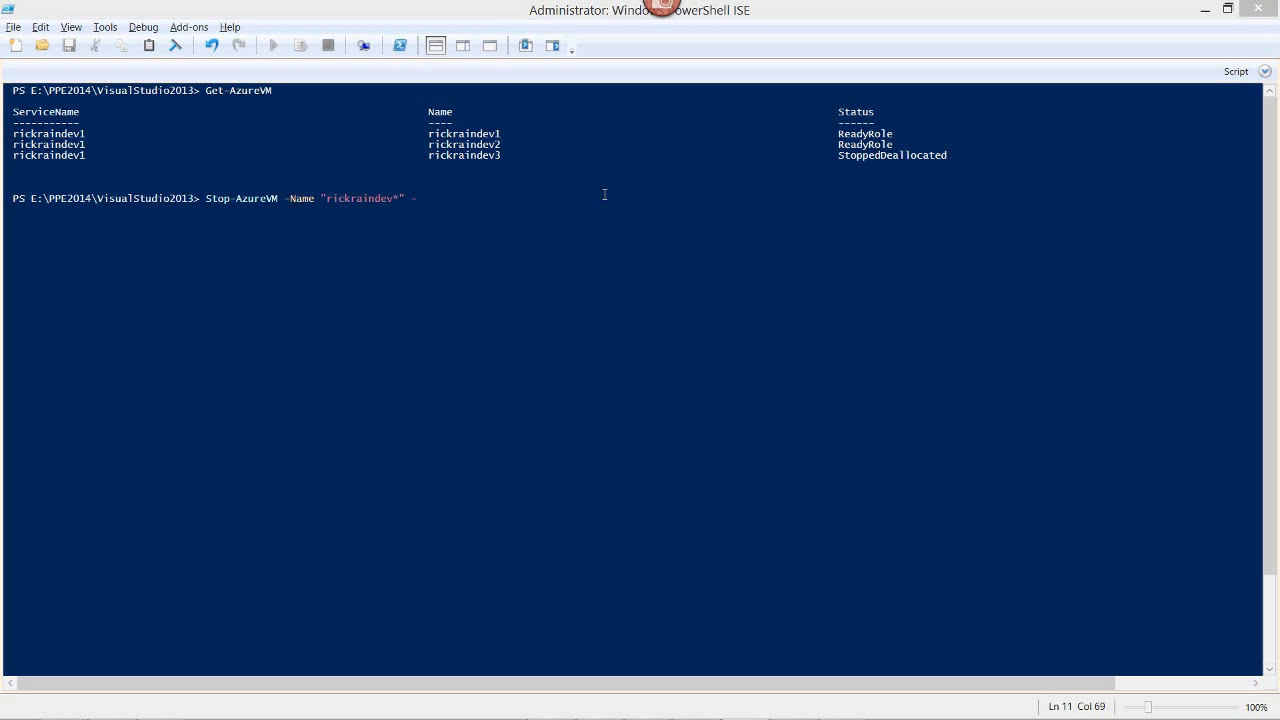 Administrator: Windows PowerShell ISE
File Edit View Tools Debug Add-ons Help
Script
PS E:\PPE2014\VisualStudio2013> Get-AzureVM
ServiceName Name Status
----------- ---- ------
rickraindev1 rickraindev1 ReadyRole
rickraindev1 rickraindev2 ReadyRole
rickraindev1 rickraindev3 StoppedDeallocated
PS E:\PPE2014\VisualStudio2013> Stop-AzureVM -Name "rickraindev*" -
Ln 11 Col 69 100%